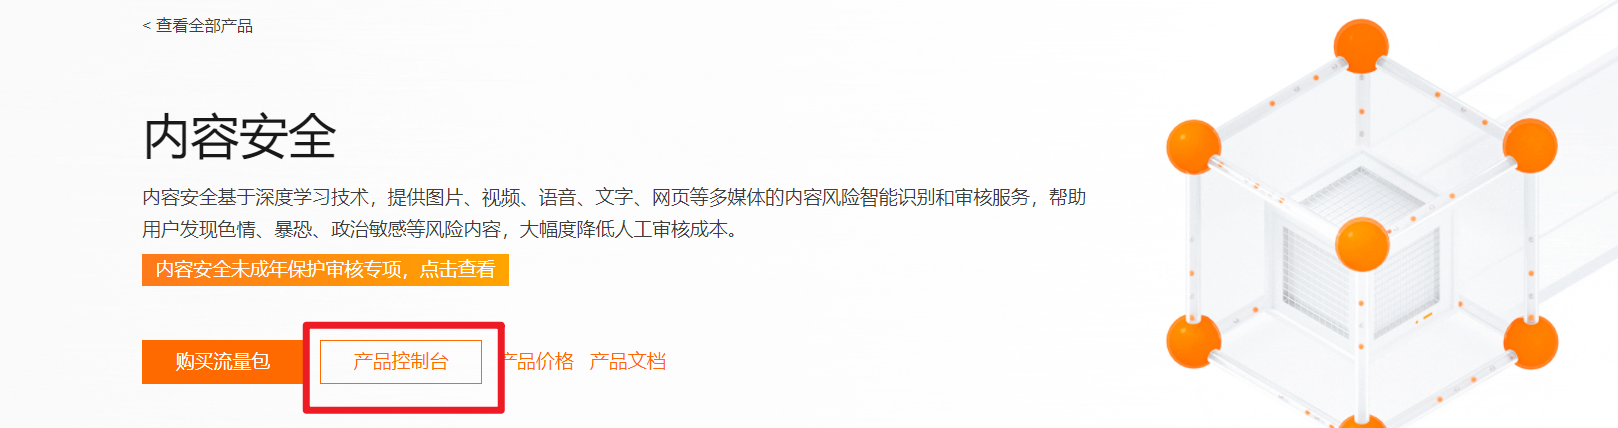 < 查看全部产品
内容安全
内容安全基于深度学习技术，提供图片、视频、语音、文字、网页等多媒体的内容风险智能识别和审核服务，帮助
用户发现色情、暴恐、政治敏感等风险内容，大幅度降低人工审核成本。
内容安全未成年保护审核专项，点击查看
购买流量包 产品控制台 产品价格 产品文档